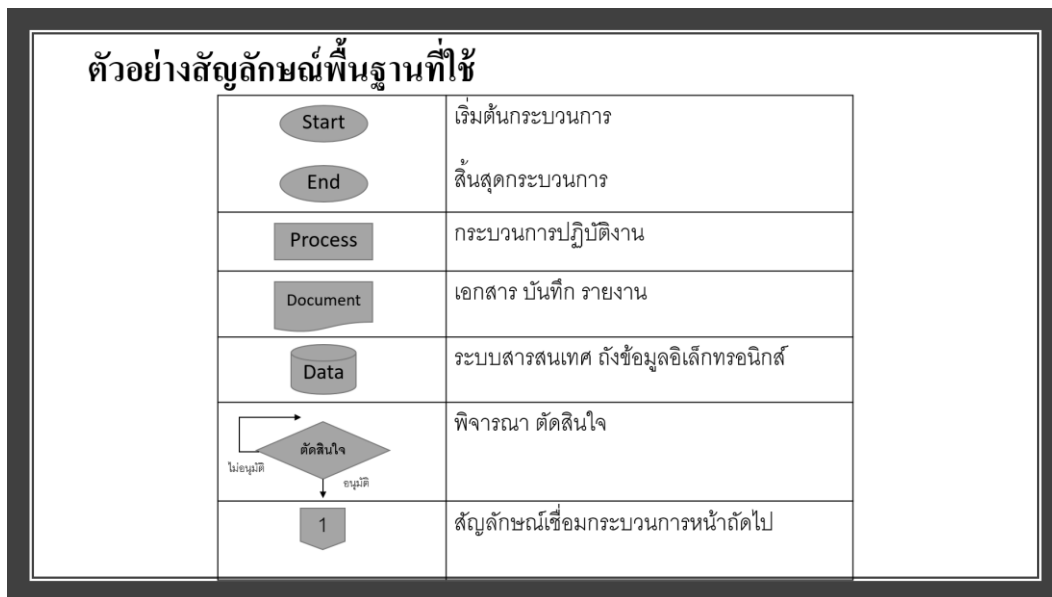 ตัวอย่างสัญลักษณ์พื้นฐานที่ใช้
Start
เริ่มต้นกระบวนการ
End
สิ้นสุดกระบวนการ
Process
กระบวนการปฏิบัติงาน
Document
เอกสาร บันทึก รายงาน
Data
ระบบสารสนเทศ ถังข้อมูลอิเล็กทรอนิกส์
ตัดสินใจ
ไม่อนุมัติ
อนุมัติ
พิจารณา ตัดสินใจ
1
สัญลักษณ์เชื่อมกระบวนการหน้าถัดไป